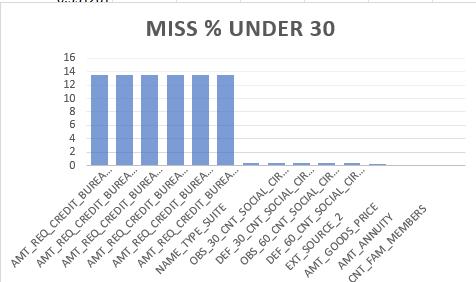 MISS % UNDER 30
16
14
12
10
8
6
4
2
0
AMT_REQ_CREDIT_BUREA...
AMT_REQ_CREDIT_BUREA...
AMT_REQ_CREDIT_BUREA...
AMT_REQ_CREDIT_BUREA...
AMT_REQ_CREDIT_BUREA...
AMT_REQ_CREDIT_BUREA...
NAME_TYPE_SUITE
OBS_30_CNT_SOCIAL_CIR...
DEF_30_CNT_SOCIAL_CIR...
OBS_60_CNT_SOCIAL_CIR...
DEF_60_CNT_SOCIAL_CIR...
EXT_SOURCE_2
AMT_GOODS_PRICE
AMT_ANNUITY
CNT_FAM_MEMBERS